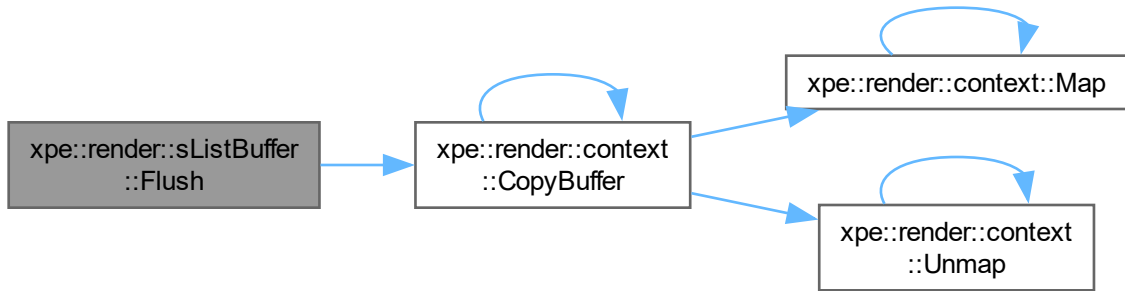 xpe::render::sListBuffer
::Flush
xpe::render::context
::CopyBuffer
xpe::render::context::Map
xpe::render::context
::Unmap